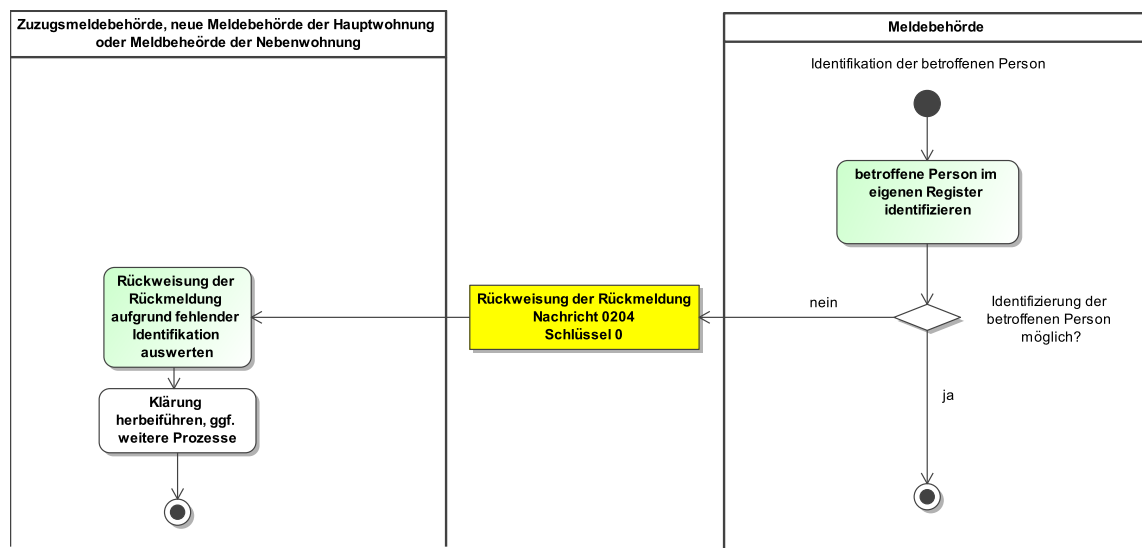 Zuzugsmeldebehörde, neue Meldebehörde der Hauptwohnung
oder Meldbeheörde der Nebenwohnung
Meldebehörde
Identifikation der betroffenen Person
betroffene Person im
eigenen Register
identifizieren
Identifizierung der
betroffenen Person
möglich?
nein
ja
Rückweisung der Rückmeldung
Nachricht 0204
Schlüssel 0
Rückweisung der
Rückmeldung
aufgrund fehlender
Identifikation
auswerten
Klärung
herbeiführen, ggf.
weitere Prozesse